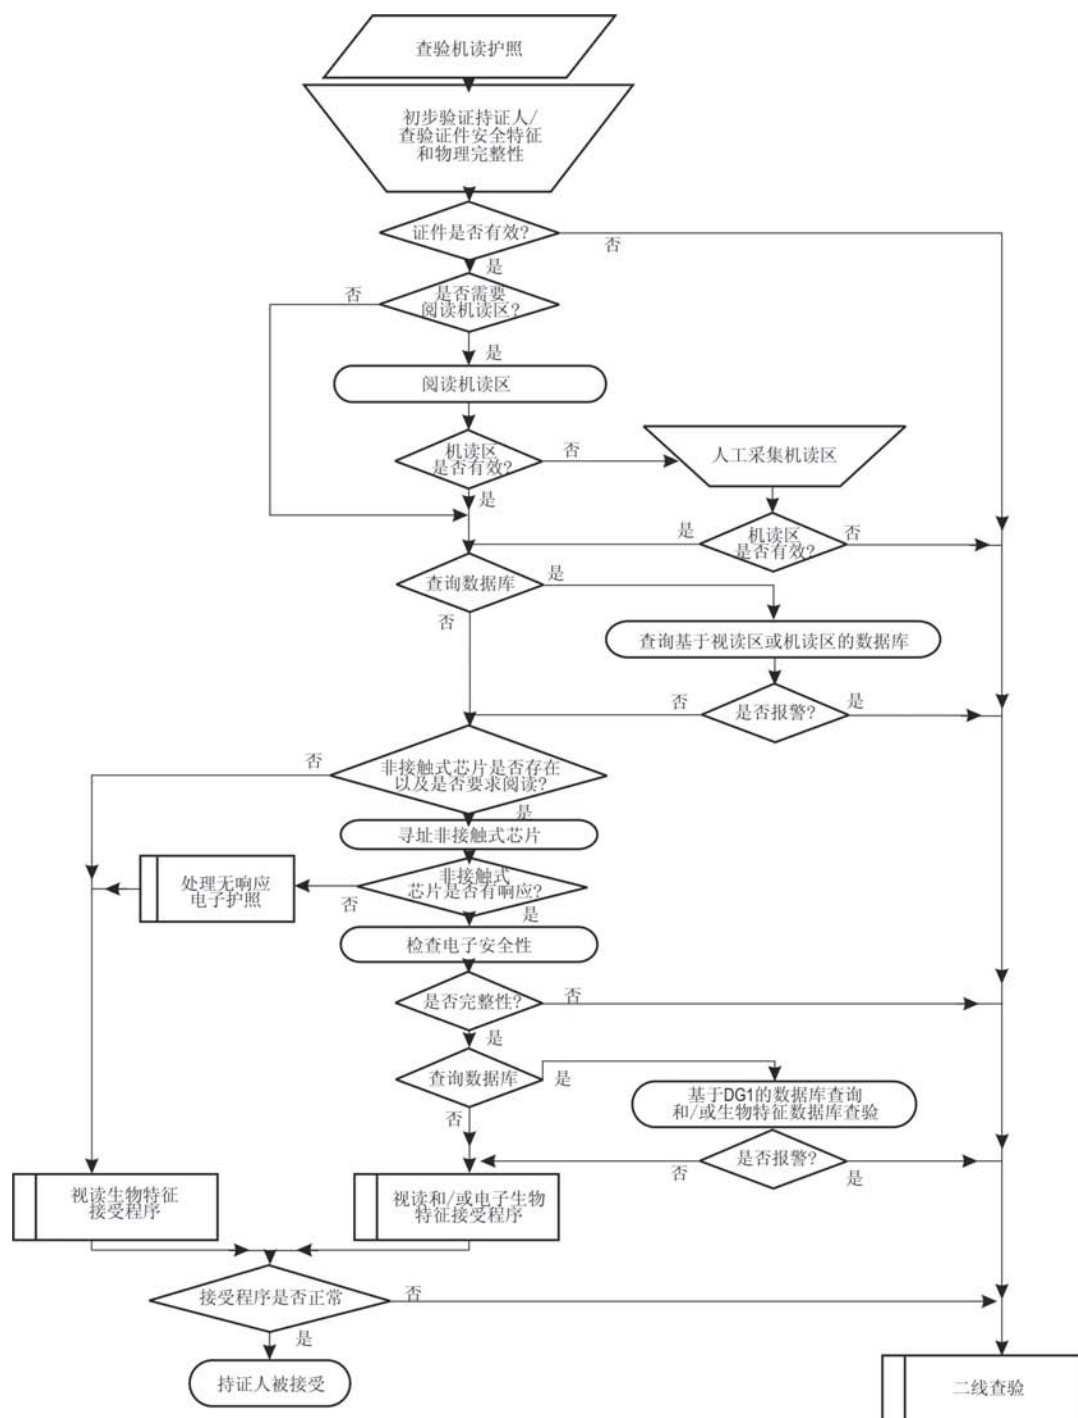 查验机读护照
初步验证持证人/
查验证件安全特征
和物理完整性
证件是否有效?
否
是
否
是否需要
阅读机读区?
是
阅读机读区
机读区
是否有效?
否
人工采集机读区
是
是
机读区
是否有效?
否
查询数据库
是
否
查询基于视读区或机读区的数据库
否
是否报警?
是
否
非接触式芯片是否存在
以及是否要求阅读?
是
寻址非接触式芯片
处理无响应
电子护照
否
非接触式
芯片是否有响应?
是
检查电子安全性
是否完整性?
否
是
查询数据库
是
否
基于DG1的数据库查询
和/或生物特征数据库查验
否
是否报警?
是
视读生物特征
接受程序
视读和/或电子生物
特征接受程序
接受程序是否正常
否
是
持证人被接受
二线查验